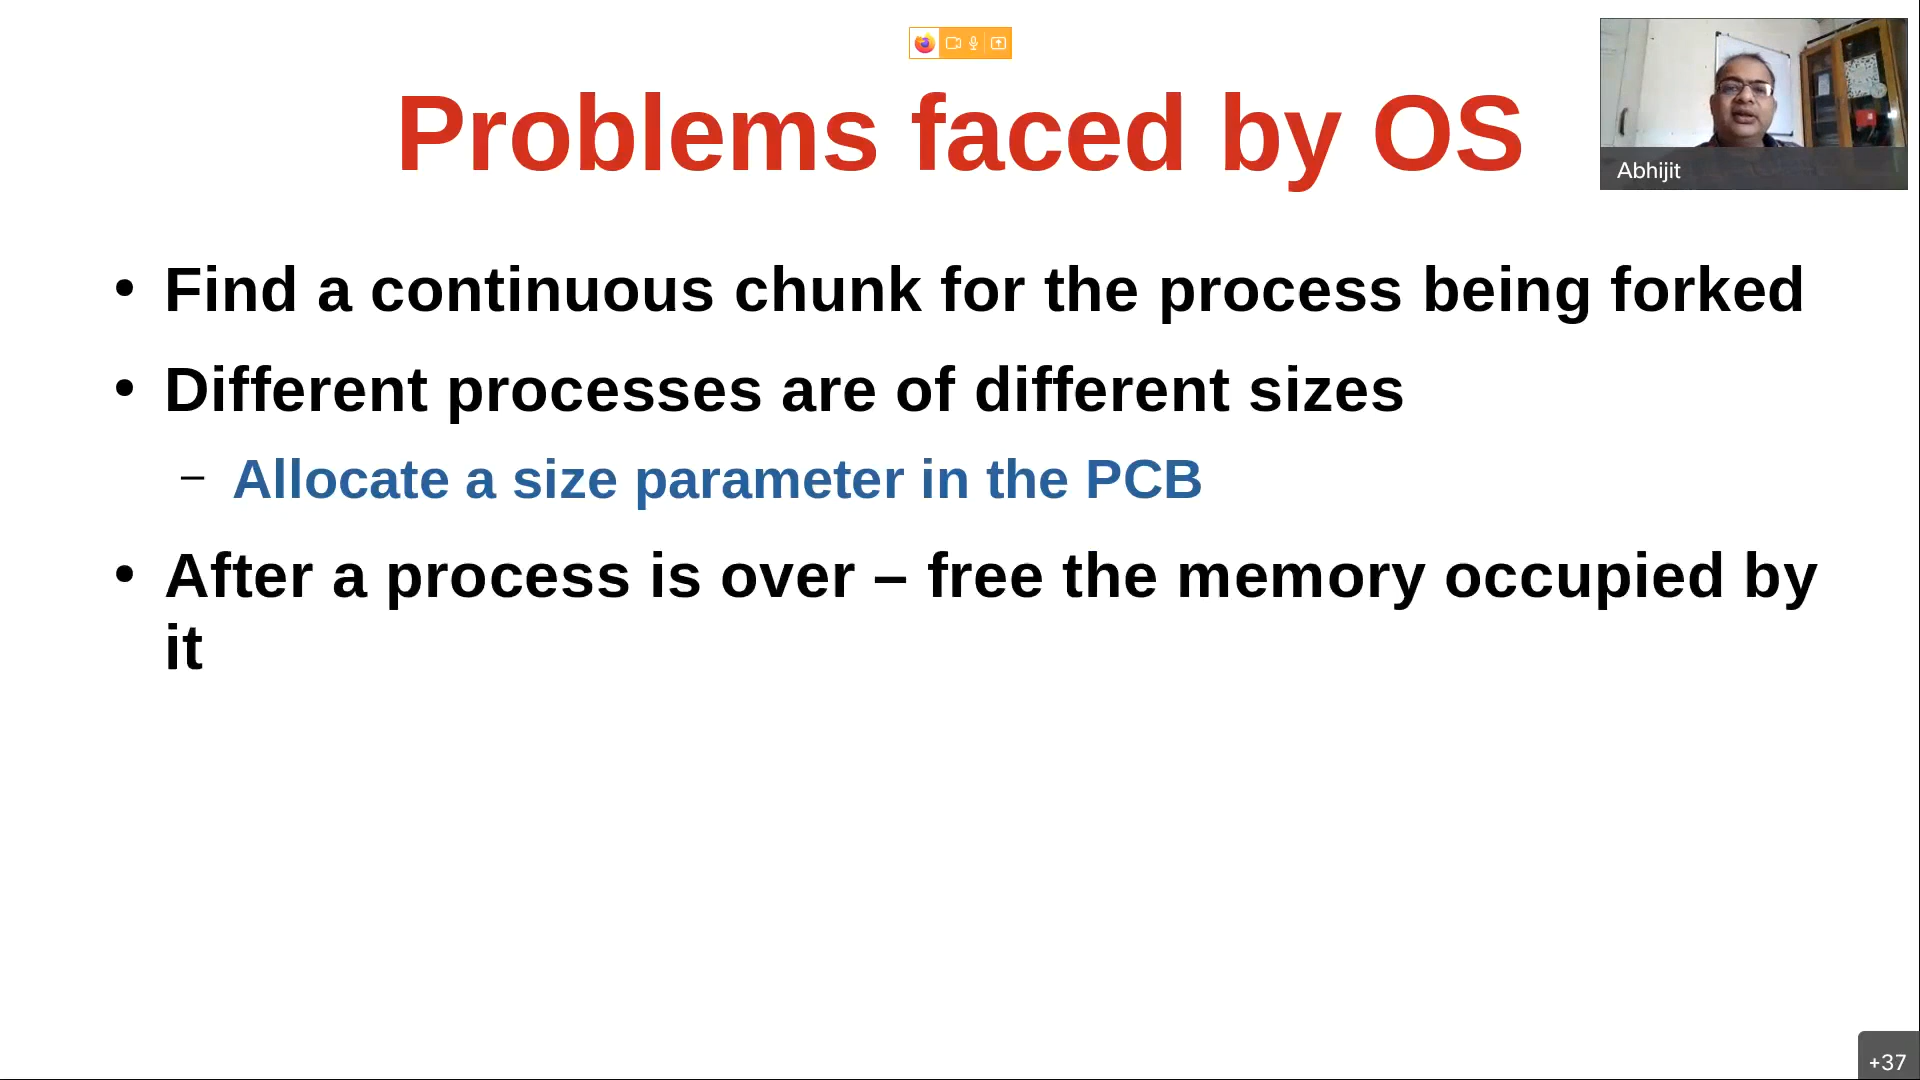 Problems faced by OS
Abhijit
• Find a continuous chunk for the process being forked
• Different processes are of different sizes
– Allocate a size parameter in the PCB
• After a process is over – free the memory occupied by
it
+37